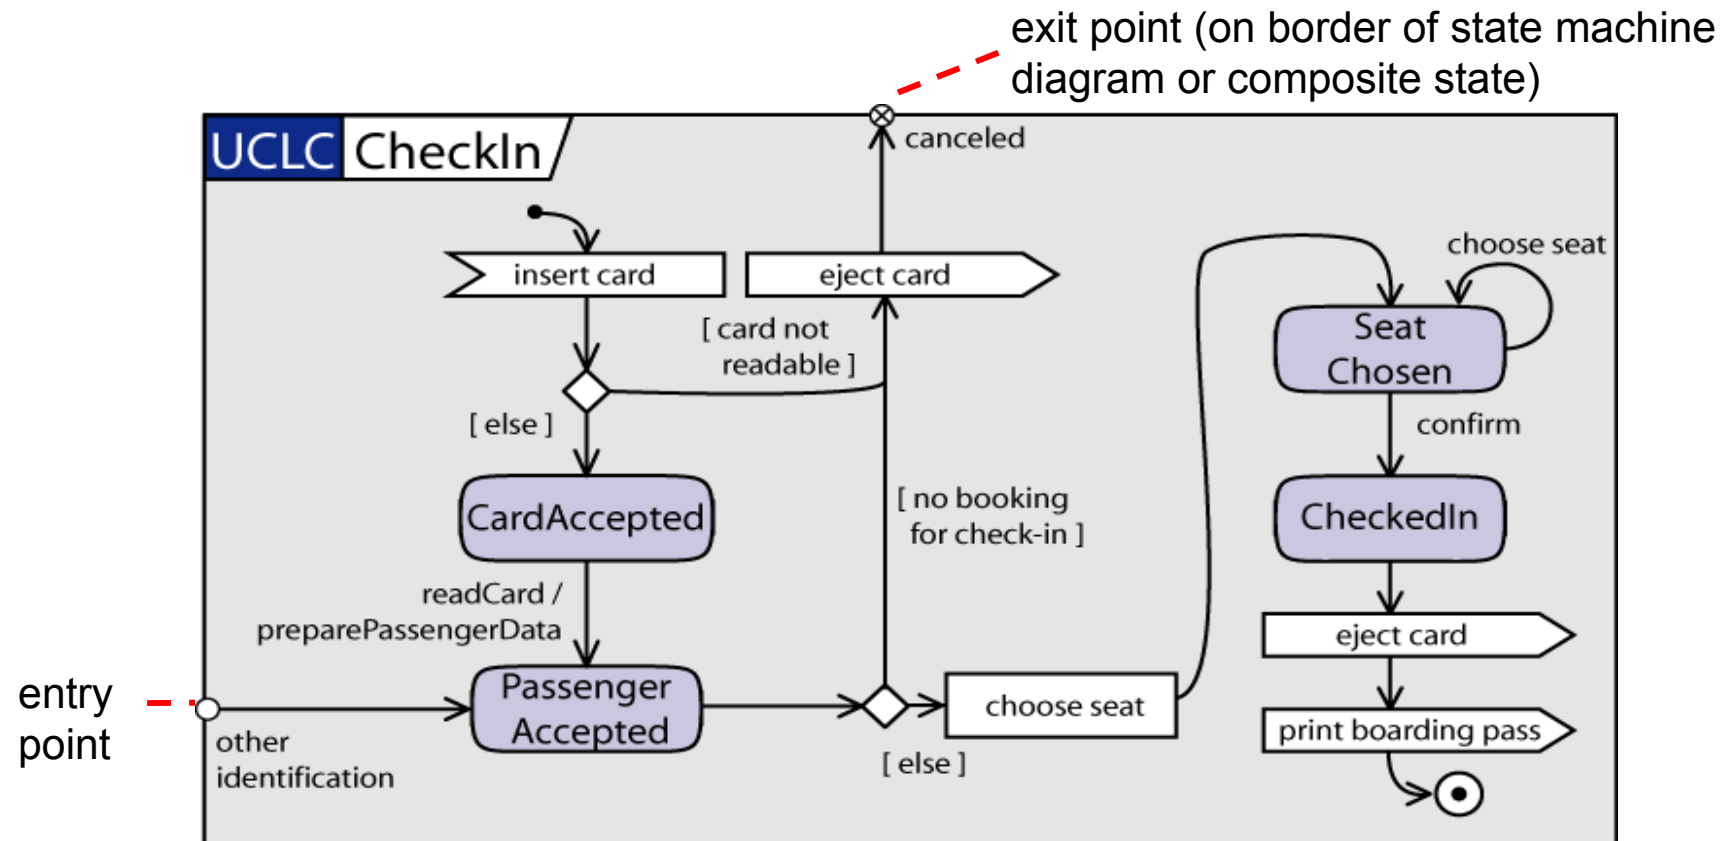 exit point (on border of state machine
diagram or composite state)
UCLC CheckIn
canceled
insert card
eject card
choose seat
[ card not
readable ]
Seat
Chosen
[ else ]
confirm
CardAccepted
[ no booking
for check-in ]
CheckedIn
readCard /
preparePassengerData
eject card
entry
point
Passenger
Accepted
choose seat
print boarding pass
other
identification
[ else ]